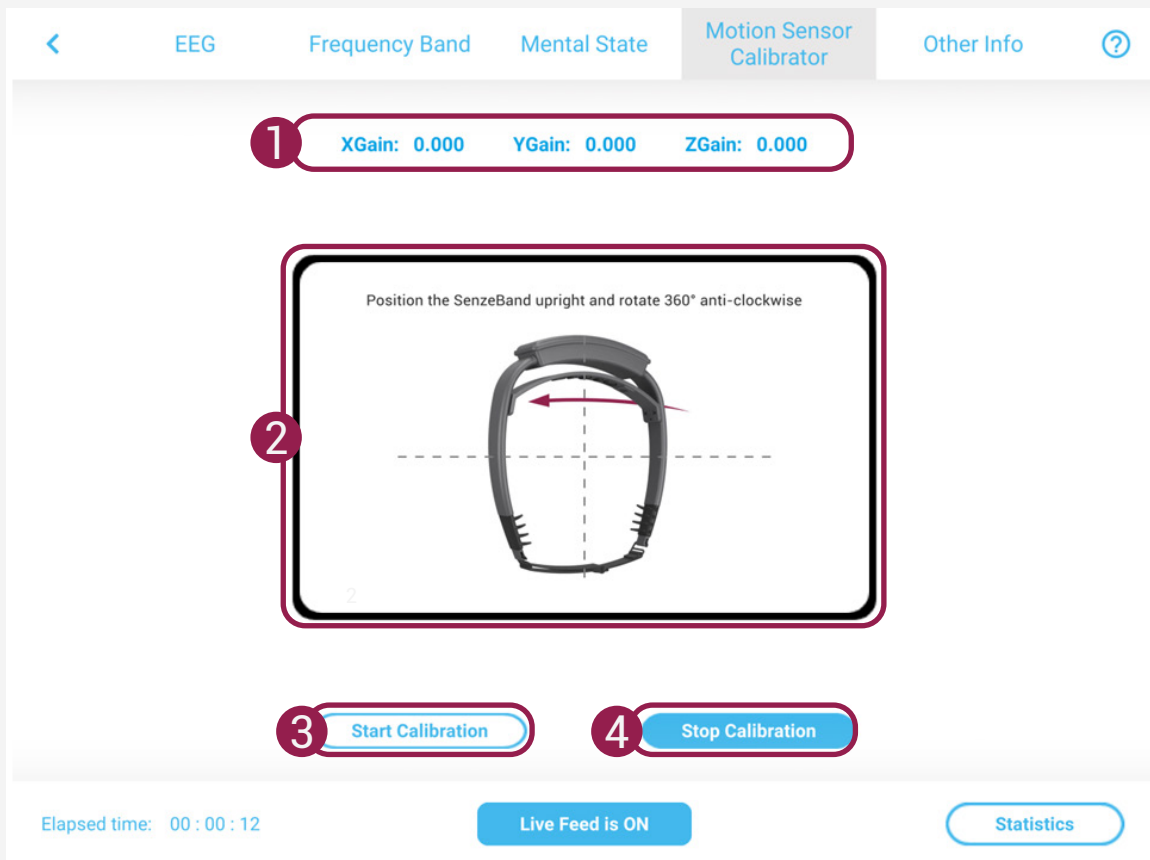 EEG
Frequency Band
Mental State
Motion Sensor
Calibrator
Other Info
?
1
XGain: 0.000 YGain: 0.000 ZGain: 0.000
2
Position the SenzeBand upright and rotate 360° anti-clockwise
2
3
Start Calibration
4
Stop Calibration
Elapsed time: 00 : 00 : 12
Live Feed is ON
Statistics